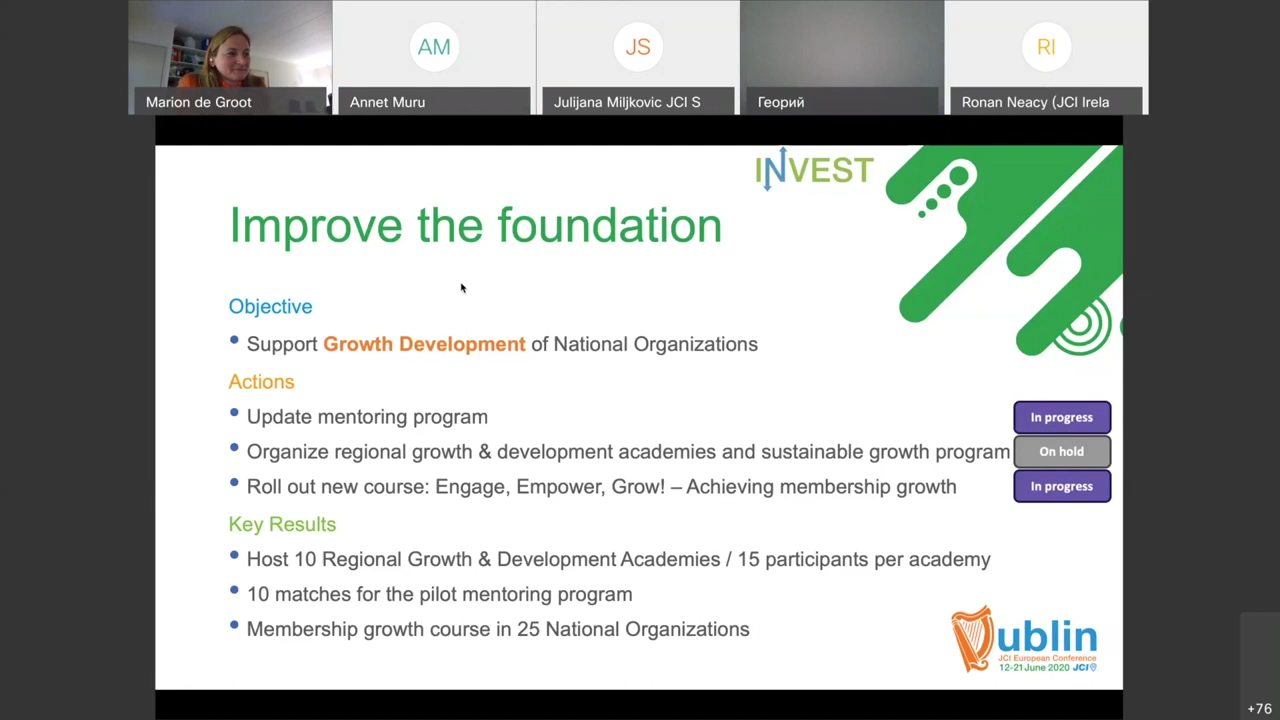 AM
JS
RI
Marion de Groot
Annet Muru
Julijana Miljkovic JCI S
Георий
Ronan Neacy (JCI Irela
INVEST
Improve the foundation
Objective
• Support Growth Development of National Organizations
Actions
• Update mentoring program
In progress
• Organize regional growth & development academies and sustainable growth program
On hold
• Roll out new course: Engage, Empower, Grow! – Achieving membership growth
In progress
Key Results
• Host 10 Regional Growth & Development Academies / 15 participants per academy
• 10 matches for the pilot mentoring program
• Membership growth course in 25 National Organizations
Dublin
JCI European Conference
12-21 June 2020 JCI
+76